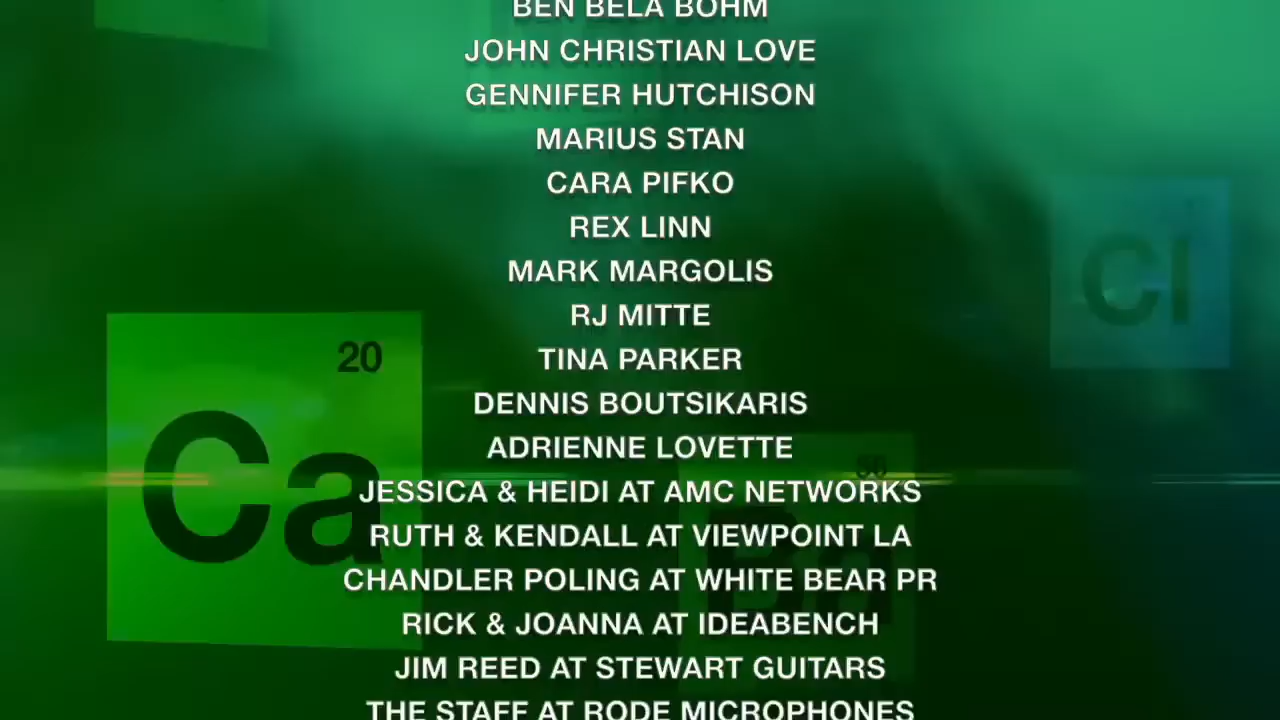 BEN BELA BOHM
JOHN CHRISTIAN LOVE
GENNIFER HUTCHISON
MARIUS STAN
CARA PIFKO
REX LINN
MARK MARGOLIS
RJ MITTE
TINA PARKER
DENNIS BOUTSIKARIS
ADRIENNE LOVETTE
JESSICA & HEIDI AT AMC NETWORKS
RUTH & KENDALL AT VIEWPOINT LA
CHANDLER POLING AT WHITE BEAR PR
RICK & JOANNA AT IDEABENCH
JIM REED AT STEWART GUITARS
THE STAFF AT RODE MICROPHONES
20
Ca
Cl